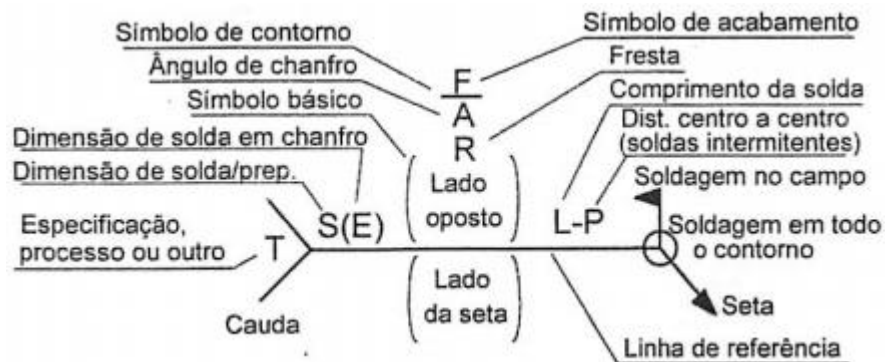 Símbolo de contorno
Símbolo de acabamento
Ângulo de chanfro
F
Fresta
Símbolo básico
A
Comprimento da solda
Dimensão de solda em chanfro
R
Dist. centro a centro
(soldas intermitentes)
Dimensão de solda/prep.
Lado
oposto
Soldagem no campo
Especificação,
processo ou outro
T
S(E)
L-P
Soldagem em todo
o contorno
Lado
da seta
Seta
Cauda
Linha de referência